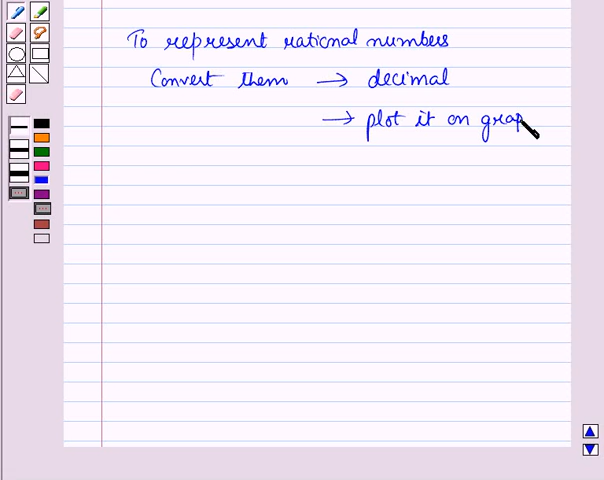 To represent rational numbers
Convert them → decimal
→ plot it on grap